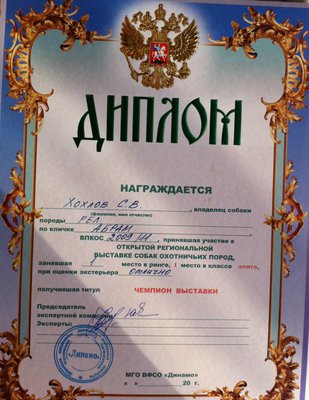 ДИПЛОМ
НАГРАЖДАЕТСЯ
Хохлов С.В. , владелец собаки
(фамилия, имя отчество)
породы РЕЛ
по кличке АБРАМ
ВПКОС 2009/ , принявшая участие в
ОТКРЫТОЙ РЕГИОНАЛЬНОЙ
ВЫСТАВКЕ СОБАК ОХОТНИЧЬИХ ПОРОД,
занявшая 1 место в ринге, I место в классе элита,
при оценки экстерьера отлично
получившая титул ЧЕМПИОН ВЫСТАВКИ
Председатель
экспертной комиссии
Эксперты:
"Динамо"
МГО ВФСО «Динамо»
« » 20 г.